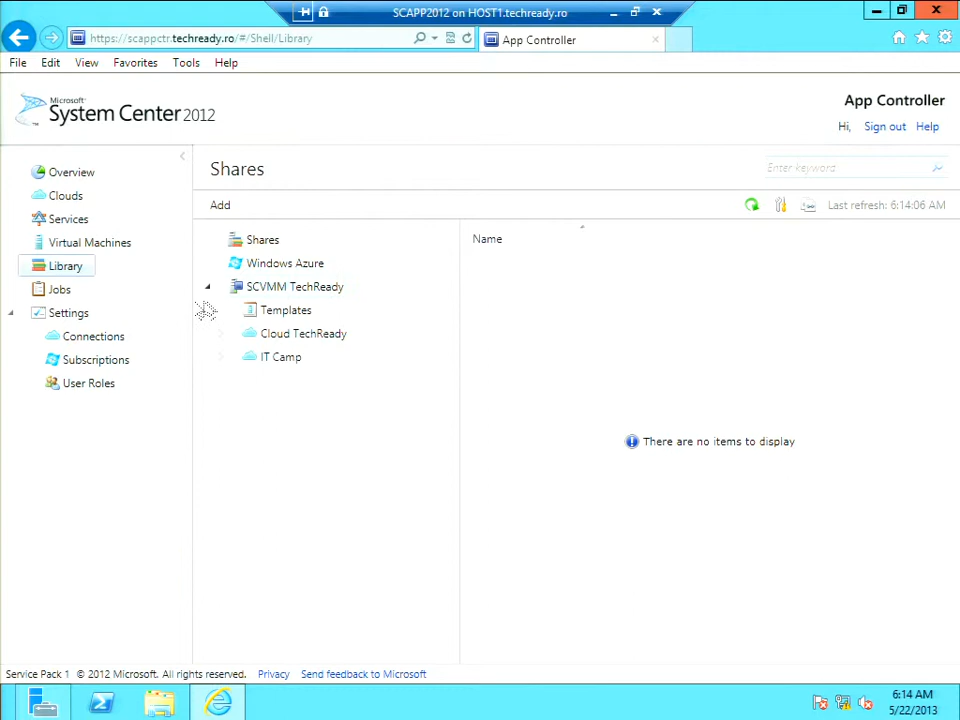 SCAPP2012 on HOST1.techready.ro
https://scappctr.techready.ro/#/Shell/Library
App Controller
File Edit View Favorites Tools Help
Microsoft
System Center 2012
App Controller
Hi, Sign out Help
Overview
Clouds
Services
Virtual Machines
Library
Jobs
Settings
Connections
Subscriptions
User Roles
Shares
Enter keyword
Add
Last refresh: 6:14:06 AM
Shares
Windows Azure
SCVMM TechReady
Templates
Cloud TechReady
IT Camp
Name
There are no items to display
Service Pack 1 © 2012 Microsoft. All rights reserved. Privacy Send feedback to Microsoft
6:14 AM
5/22/2013